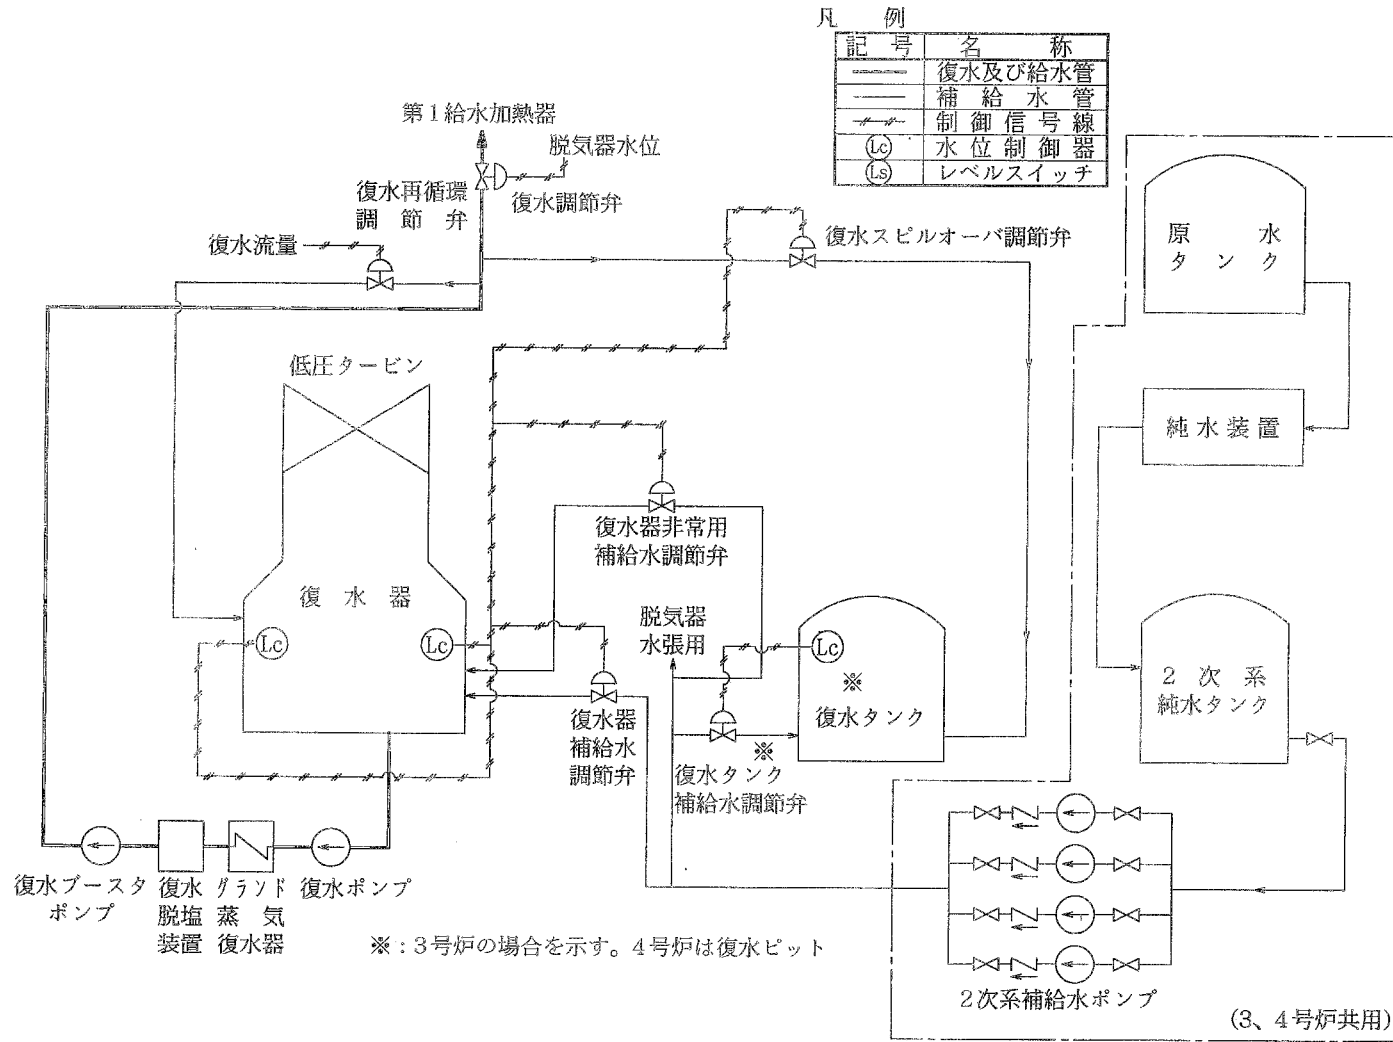 凡 例
記 号 名 称
復水及び給水管
補 給 水 管
制 御 信 号 線
Lc 水 位 制 御 器
Ls レベルスイッチ
第1給水加熱器
脱気器水位
復水再循環
調 節 弁
復水調節弁
復水流量
復水スピルオーバ調節弁
原 水
タ ン ク
低圧タービン
純 水 装 置
復水器非常用
補給水調節弁
復 水 器
Lc
Lc
脱気器
水張用
Lc
※
復水タンク
2 次 系
純水タンク
復水器
補給水
調節弁
※
復水タンク
補給水調節弁
復水ブースタ
ポンプ
復水
脱塩
装置
グランド
蒸 気
復水器
復水ポンプ
※:3号炉の場合を示す。4号炉は復水ピット
2次系補給水ポンプ
(3、4号炉共用)